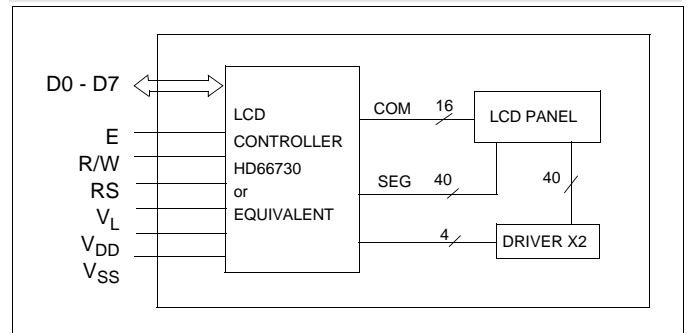 D0 - D7
E
R/W
RS
VL
VDD
VSS
LCD
CONTROLLER
HD66730
or
EQUIVALENT
COM 16
SEG 40
4
LCD PANEL
40
DRIVER X2